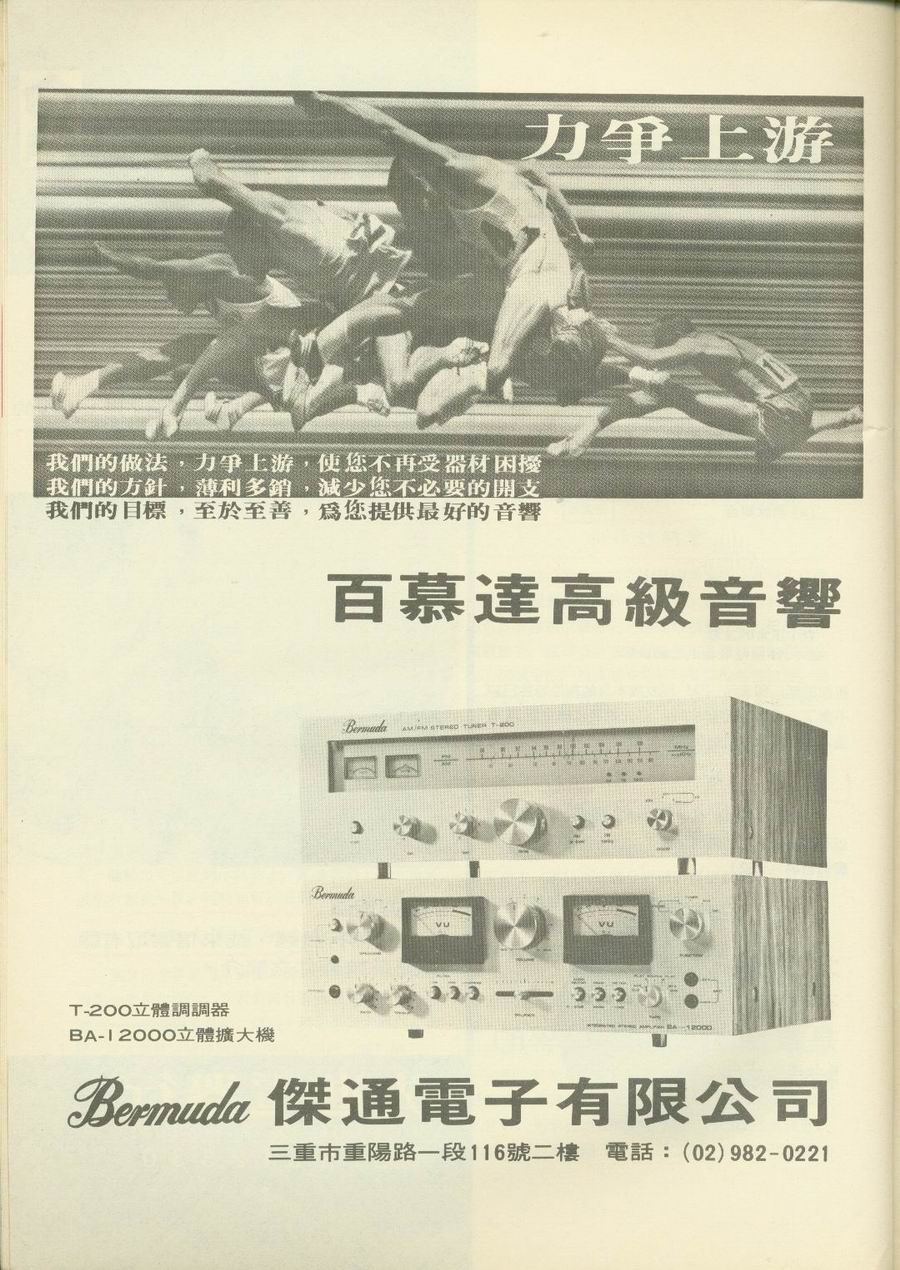 力爭上游
我們的做法，力爭上游，使您不再受器材困擾
我們的方針，薄利多銷，減少您不必要的開支
我們的目標，至於至善，爲您提供最好的音響
百慕達高級音響
Bermuda AM/FM STEREO TUNER T-200
Bermuda
VU VU
INTEGRATED STEREO AMPLIFIER BA-12000
T-200立體調調器
BA-12000立體擴大機
Bermuda 傑通電子有限公司
三重市重陽路一段116號二樓 電話：(02)982-0221